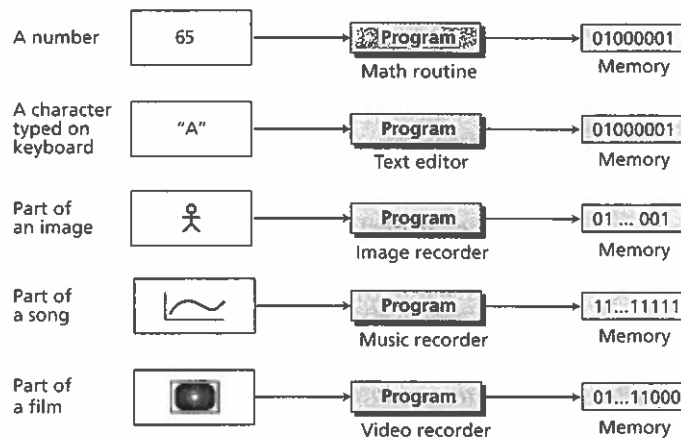 A number
65
Program
01000001
Math routine
Memory
A character
typed on
keyboard
"A"
Program
01000001
Text editor
Memory
Part of
an image
Program
01 ... 001
Image recorder
Memory
Part of
a song
Program
11...11111
Music recorder
Memory
Part of
a film
Program
01...11000
Video recorder
Memory